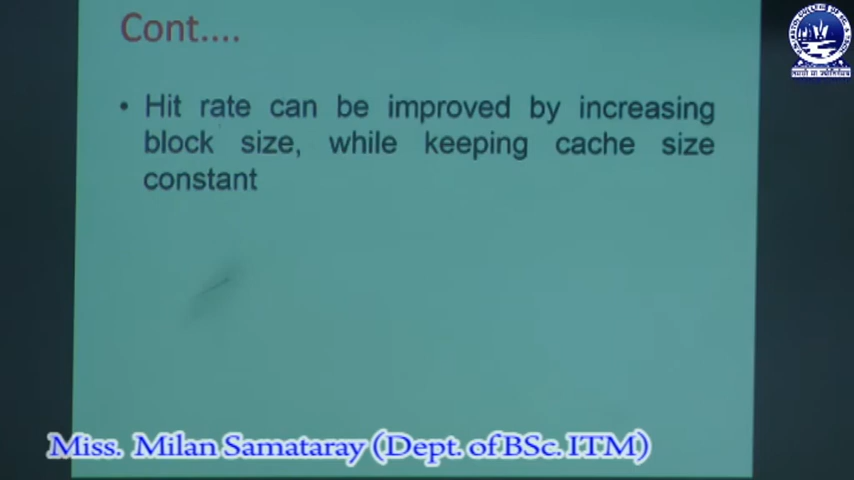 Cont....
• Hit rate can be improved by increasing
block size, while keeping cache size
constant
Miss. Milan Samataray (Dept. of BSc. ITM)